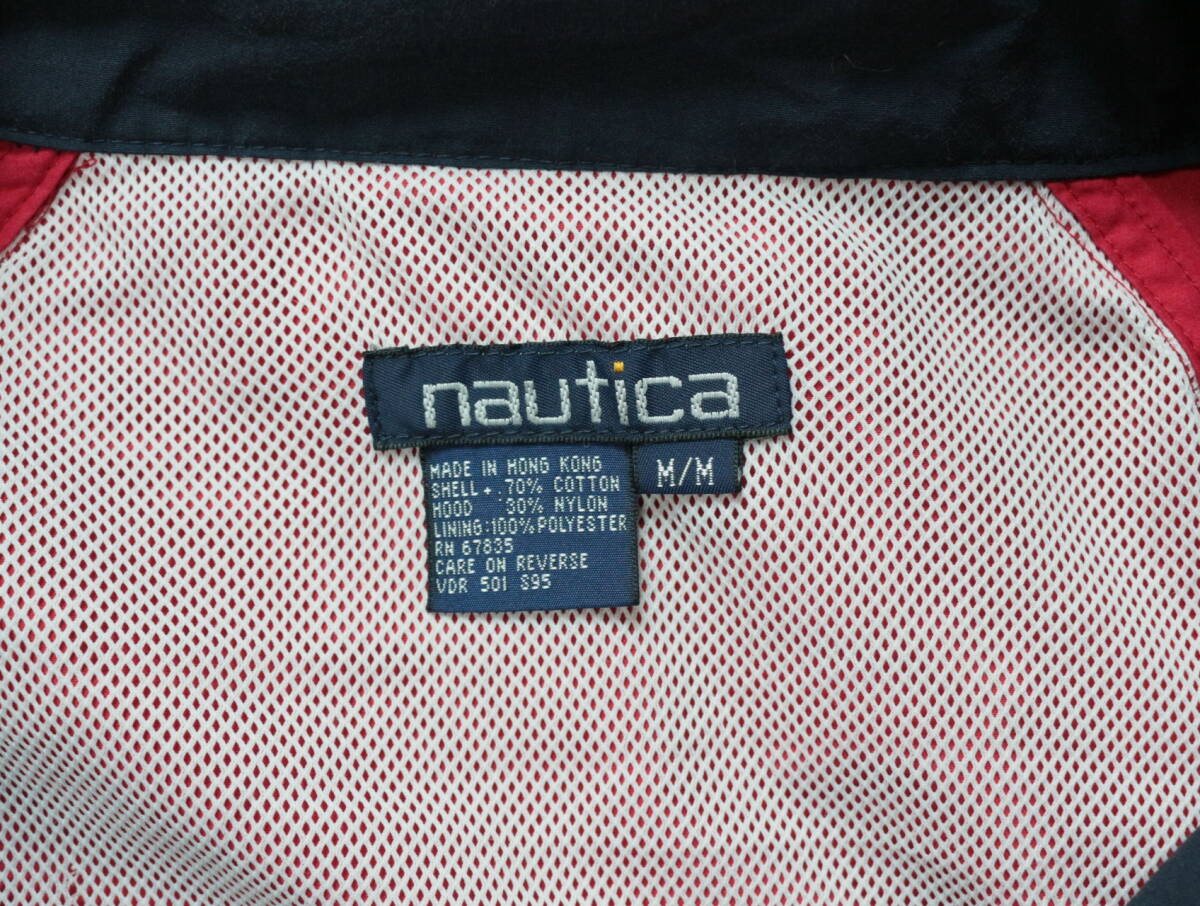 nautica
M/M
MADE IN HONG KONG
SHELL + : 70% COTTON
HOOD 30% NYLON
LINING:100% POLYESTER
RN 67835
CARE ON REVERSE
VDR 501 S95